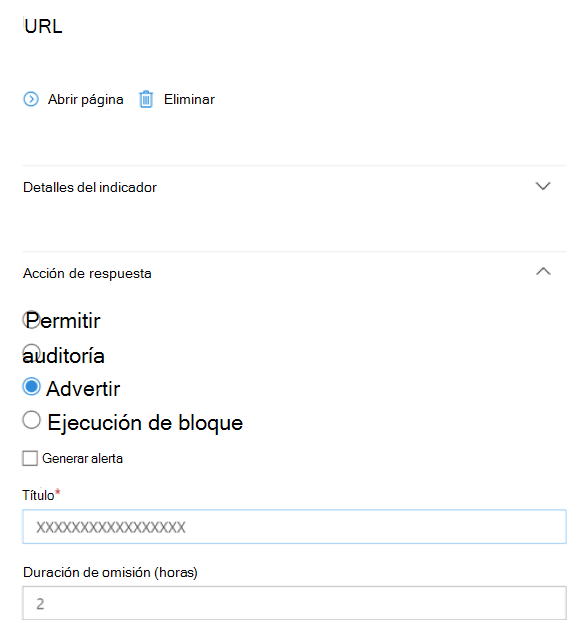 URL
Abrir página Eliminar
Detalles del indicador
Acción de respuesta
Permitir
auditoría
Advertir
Ejecución de bloque
Generar alerta
Título*
XXXXXXXXXXXXXXXXX
Duración de omisión (horas)
2